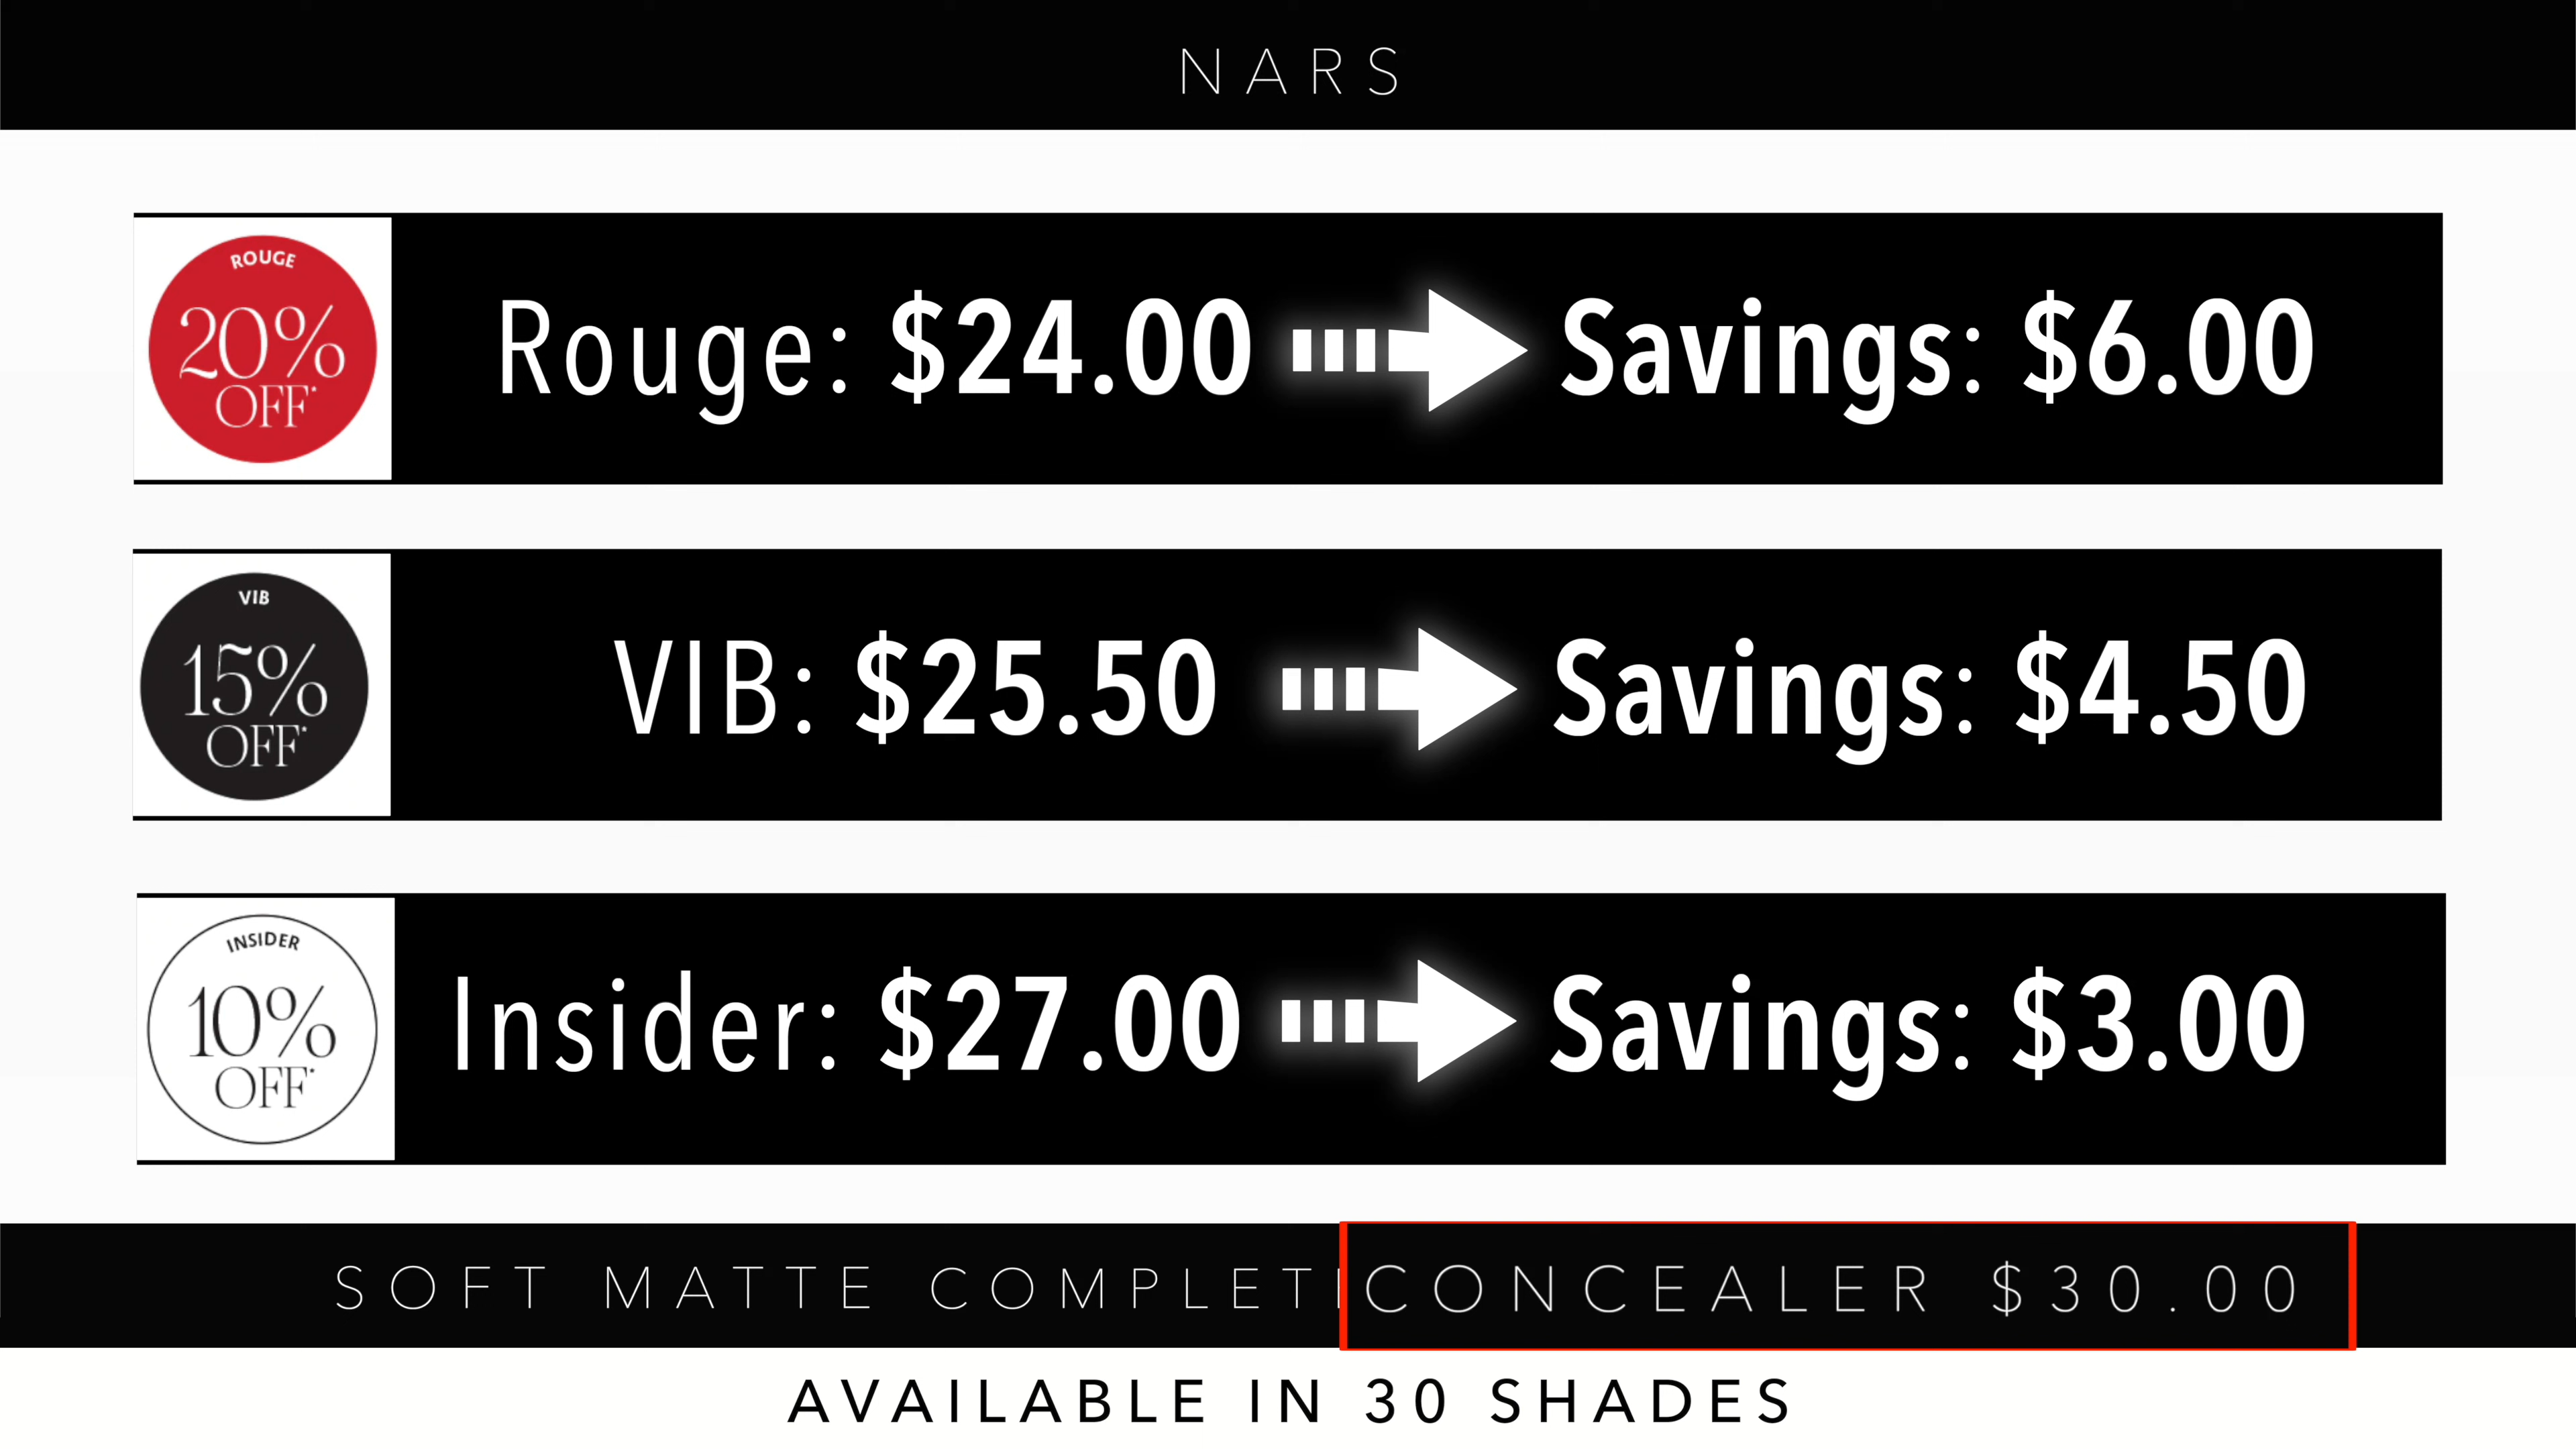 NARS
ROUGE
20%
OFF*
Rouge: $24.00
Savings: $6.00
VIB
15%
OFF*
VIB: $25.50
Savings: $4.50
INSIDER
10%
OFF*
Insider: $27.00
Savings: $3.00
SOFT MATTE CONCEALER $30.00
AVAILABLE IN 30 SHADES